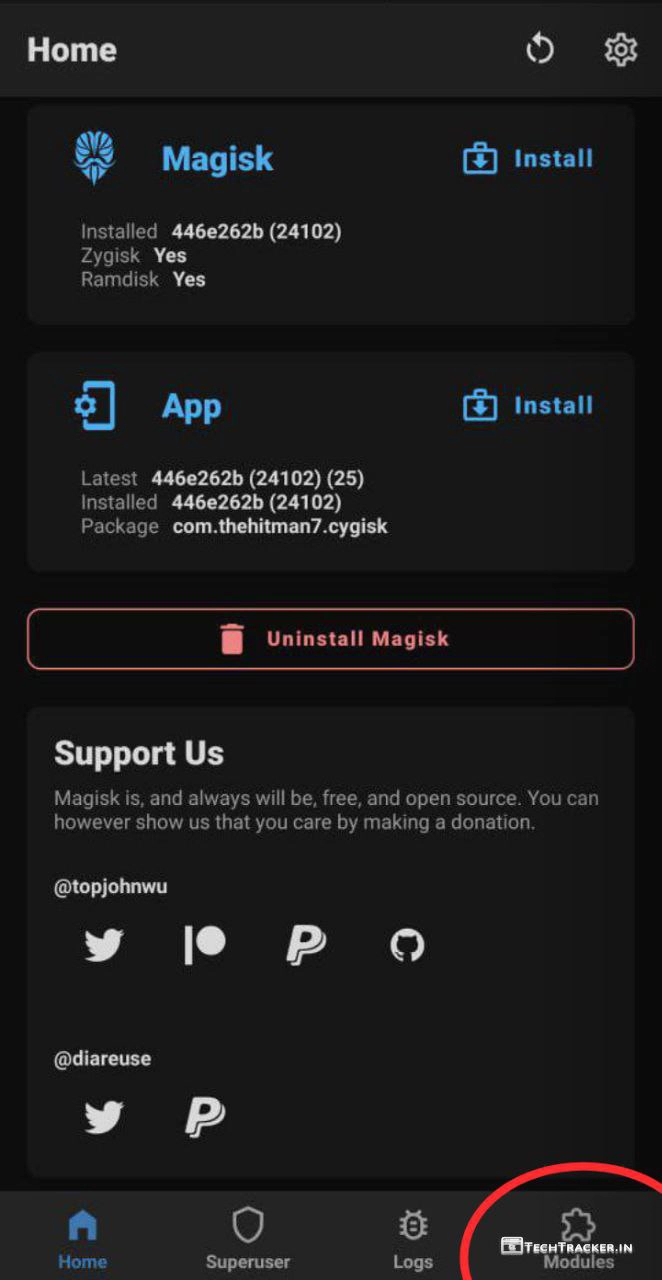 Home
Magisk Install
Installed 446e262b (24102)
Zygisk Yes
Ramdisk Yes
App Install
Latest 446e262b (24102) (25)
Installed 446e262b (24102)
Package com.thehitman7.cygisk
Uninstall Magisk
Support Us
Magisk is, and always will be, free, and open source. You can
however show us that you care by making a donation.
@topjohnwu
@diareuse
TECHTRACKER.IN
Home Superuser Logs Modules